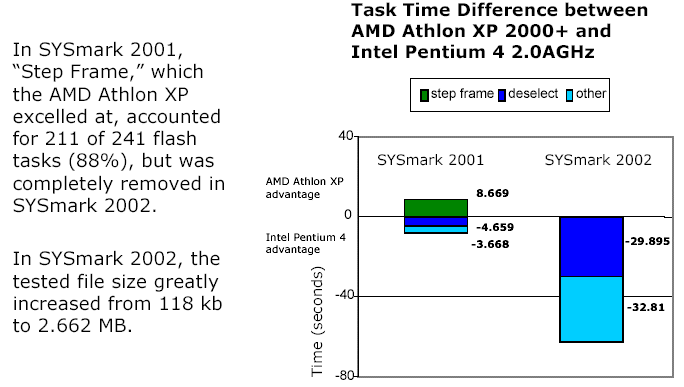 In SYSmark 2001,
“Step Frame,” which
the AMD Athlon XP
excelled at, accounted
for 211 of 241 flash
tasks (88%), but was
completely removed in
SYSmark 2002.
In SYSmark 2002, the
tested file size greatly
increased from 118 kb
to 2.662 MB.
Task Time Difference between
AMD Athlon XP 2000+ and
Intel Pentium 4 2.0AGHz
step frame deselect other
40
SYSmark 2001 SYSmark 2002
AMD Athlon XP
advantage
8.669
0
-4.659
Intel Pentium 4
advantage
-3.668
-29.895
-40
-32.81
Time (seconds)
-80